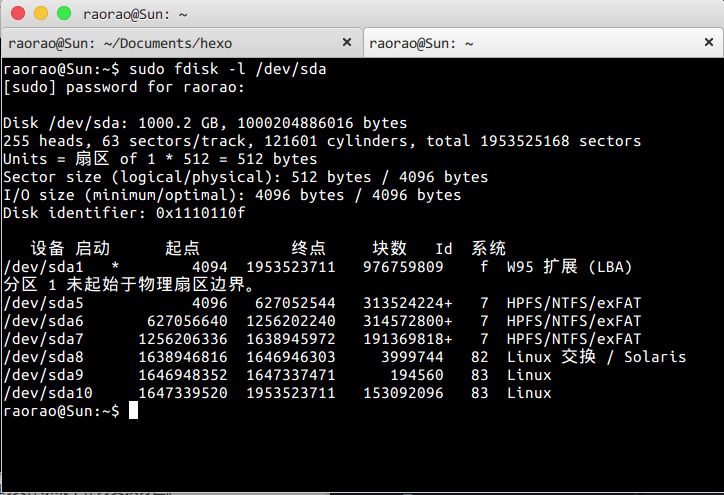 raorao@Sun: ~
raorao@Sun: ~/Documents/hexo × raorao@Sun: ~ ×
raorao@Sun:~$ sudo fdisk -l /dev/sda
[sudo] password for raorao:

Disk /dev/sda: 1000.2 GB, 1000204886016 bytes
255 heads, 63 sectors/track, 121601 cylinders, total 1953525168 sectors
Units = 扇区 of 1 * 512 = 512 bytes
Sector size (logical/physical): 512 bytes / 4096 bytes
I/O size (minimum/optimal): 4096 bytes / 4096 bytes
Disk identifier: 0x1110110f

设备 启动 起点 终点 块数 Id 系统
/dev/sda1 * 4094 1953523711 976759809 f W95 扩展 (LBA)
分区 1 未起始于物理扇区边界。
/dev/sda5 4096 627052544 313524224+ 7 HPFS/NTFS/exFAT
/dev/sda6 627056640 1256202240 314572800+ 7 HPFS/NTFS/exFAT
/dev/sda7 1256206336 1638945972 191369818+ 7 HPFS/NTFS/exFAT
/dev/sda8 1638946816 1646946303 3999744 82 Linux 交换 / Solaris
/dev/sda9 1646948352 1647337471 194560 83 Linux
/dev/sda10 1647339520 1953523711 153092096 83 Linux
raorao@Sun:~$